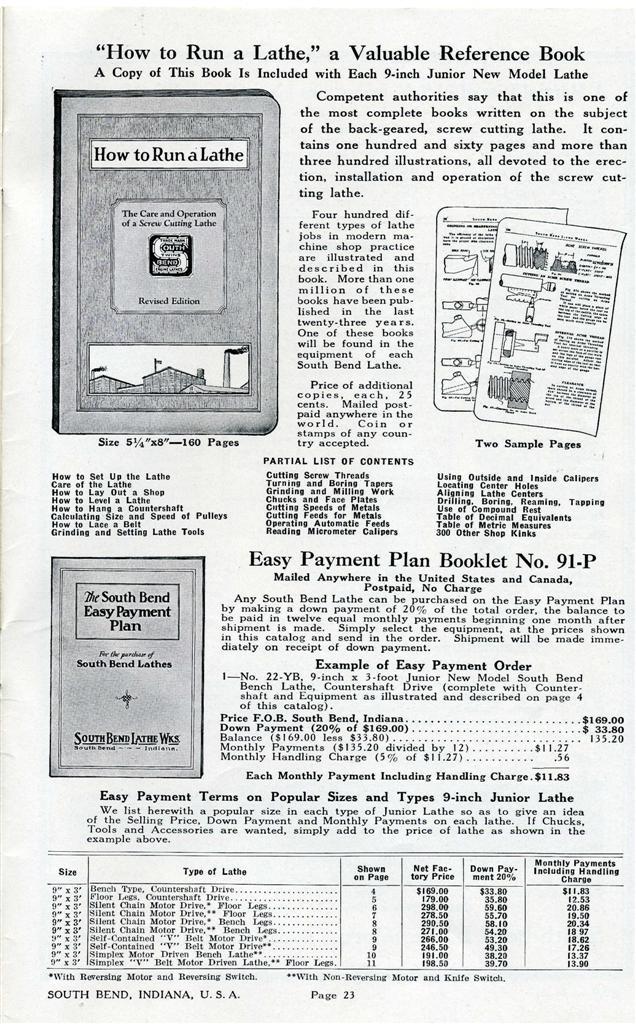 "How to Run a Lathe," a Valuable Reference Book
A Copy of This Book Is Included with Each 9-inch Junior New Model Lathe
How to Run a Lathe
The Care and Operation
of a Screw Cutting Lathe
TRADE MARK
SOUTH
BEND
Revised Edition
Size 5¼"x8"—160 Pages
Competent authorities say that this is one of
the most complete books written on the subject
of the back-geared, screw cutting lathe. It con-
tains one hundred and sixty pages and more than
three hundred illustrations, all devoted to the erec-
tion, installation and operation of the screw cut-
ting lathe.
Four hundred dif-
ferent types of lathe
jobs in modern ma-
chine shop practice
are illustrated and
described in this
book. More than one
million of these
books have been pub-
lished in the last
twenty-three years.
One of these books
will be found in the
equipment of each
South Bend Lathe.
Price of additional
copies, each, 25
cents. Mailed post-
paid anywhere in the
world. Coin or
stamps of any coun-
try accepted.
Two Sample Pages
PARTIAL LIST OF CONTENTS
How to Set Up the Lathe
Care of the Lathe
How to Lay Out a Shop
How to Level a Lathe
How to Hang a Countershaft
Calculating Size and Speed of Pulleys
How to Lace a Belt
Grinding and Setting Lathe Tools
Cutting Screw Threads
Turning and Boring Tapers
Grinding and Milling Work
Chucks and Face Plates
Cutting Speeds of Metals
Cutting Feeds for Metals
Operating Automatic Feeds
Reading Micrometer Calipers
Using Outside and Inside Calipers
Locating Center Holes
Aligning Lathe Centers
Drilling, Boring, Reaming, Tapping
Use of Compound Rest
Table of Decimal Equivalents
Table of Metric Measures
300 Other Shop Kinks
The South Bend
Easy Payment
Plan
For the purchase of
South Bend Lathes
SOUTH BEND LATHE WKS.
South Bend ~ ~ ~ Indiana.
Easy Payment Plan Booklet No. 91-P
Mailed Anywhere in the United States and Canada,
Postpaid, No Charge
Any South Bend Lathe can be purchased on the Easy Payment Plan
by making a down payment of 20% of the total order, the balance to
be paid in twelve equal monthly payments beginning one month after
shipment is made. Simply select the equipment, at the prices shown
in this catalog and send in the order. Shipment will be made imme-
diately on receipt of down payment.
Example of Easy Payment Order
1—No. 22-YB, 9-inch x 3-foot Junior New Model South Bend
Bench Lathe, Countershaft Drive (complete with Counter-
shaft and Equipment as illustrated and described on page 4
of this catalog).
Price F.O.B. South Bend, Indiana..............................$169.00
Down Payment (20% of $169.00)..............................$ 33.80
Balance ($169.00 less $33.80)................................ 135.20
Monthly Payments ($135.20 divided by 12)..........$11.27
Monthly Handling Charge (5% of $11.27)........... .56
Each Monthly Payment Including Handling Charge.$11.83
Easy Payment Terms on Popular Sizes and Types 9-inch Junior Lathe
We list herewith a popular size in each type of Junior Lathe so as to give an idea
of the Selling Price, Down Payment and Monthly Payments on each lathe. If Chucks,
Tools and Accessories are wanted, simply add to the price of lathe as shown in the
example above.
Size Type of Lathe Shown on Page Net Fac-tory Price Down Pay-ment 20% Monthly Payments Including Handling Charge
9" x 3' Bench Type, Countershaft Drive.................. 4 $169.00 $33.80 $11.83
9" x 3' Floor Legs, Countershaft Drive.................. 5 179.00 35.80 12.53
9" x 3' Silent Chain Motor Drive,* Floor Legs.......... 6 298.00 59.60 20.86
9" x 3' Silent Chain Motor Drive,** Floor Legs......... 7 278.50 55.70 19.50
9" x 3' Silent Chain Motor Drive,* Bench Legs.......... 8 290.50 58.10 20.34
9" x 3' Silent Chain Motor Drive,** Bench Legs......... 8 271.00 54.20 18.97
9" x 3' Self-Contained "V" Belt Motor Drive*........... 9 266.00 53.20 18.62
9" x 3' Self-Contained "V" Belt Motor Drive**.......... 9 246.50 49.30 17.26
9" x 3' Simplex Motor Driven Bench Lathe**............. 10 191.00 38.20 13.37
9" x 3' Simplex "V" Belt Motor Driven Lathe,** Floor Legs. 11 198.50 39.70 13.90
*With Reversing Motor and Reversing Switch. **With Non-Reversing Motor and Knife Switch.
SOUTH BEND, INDIANA, U. S. A. Page 23